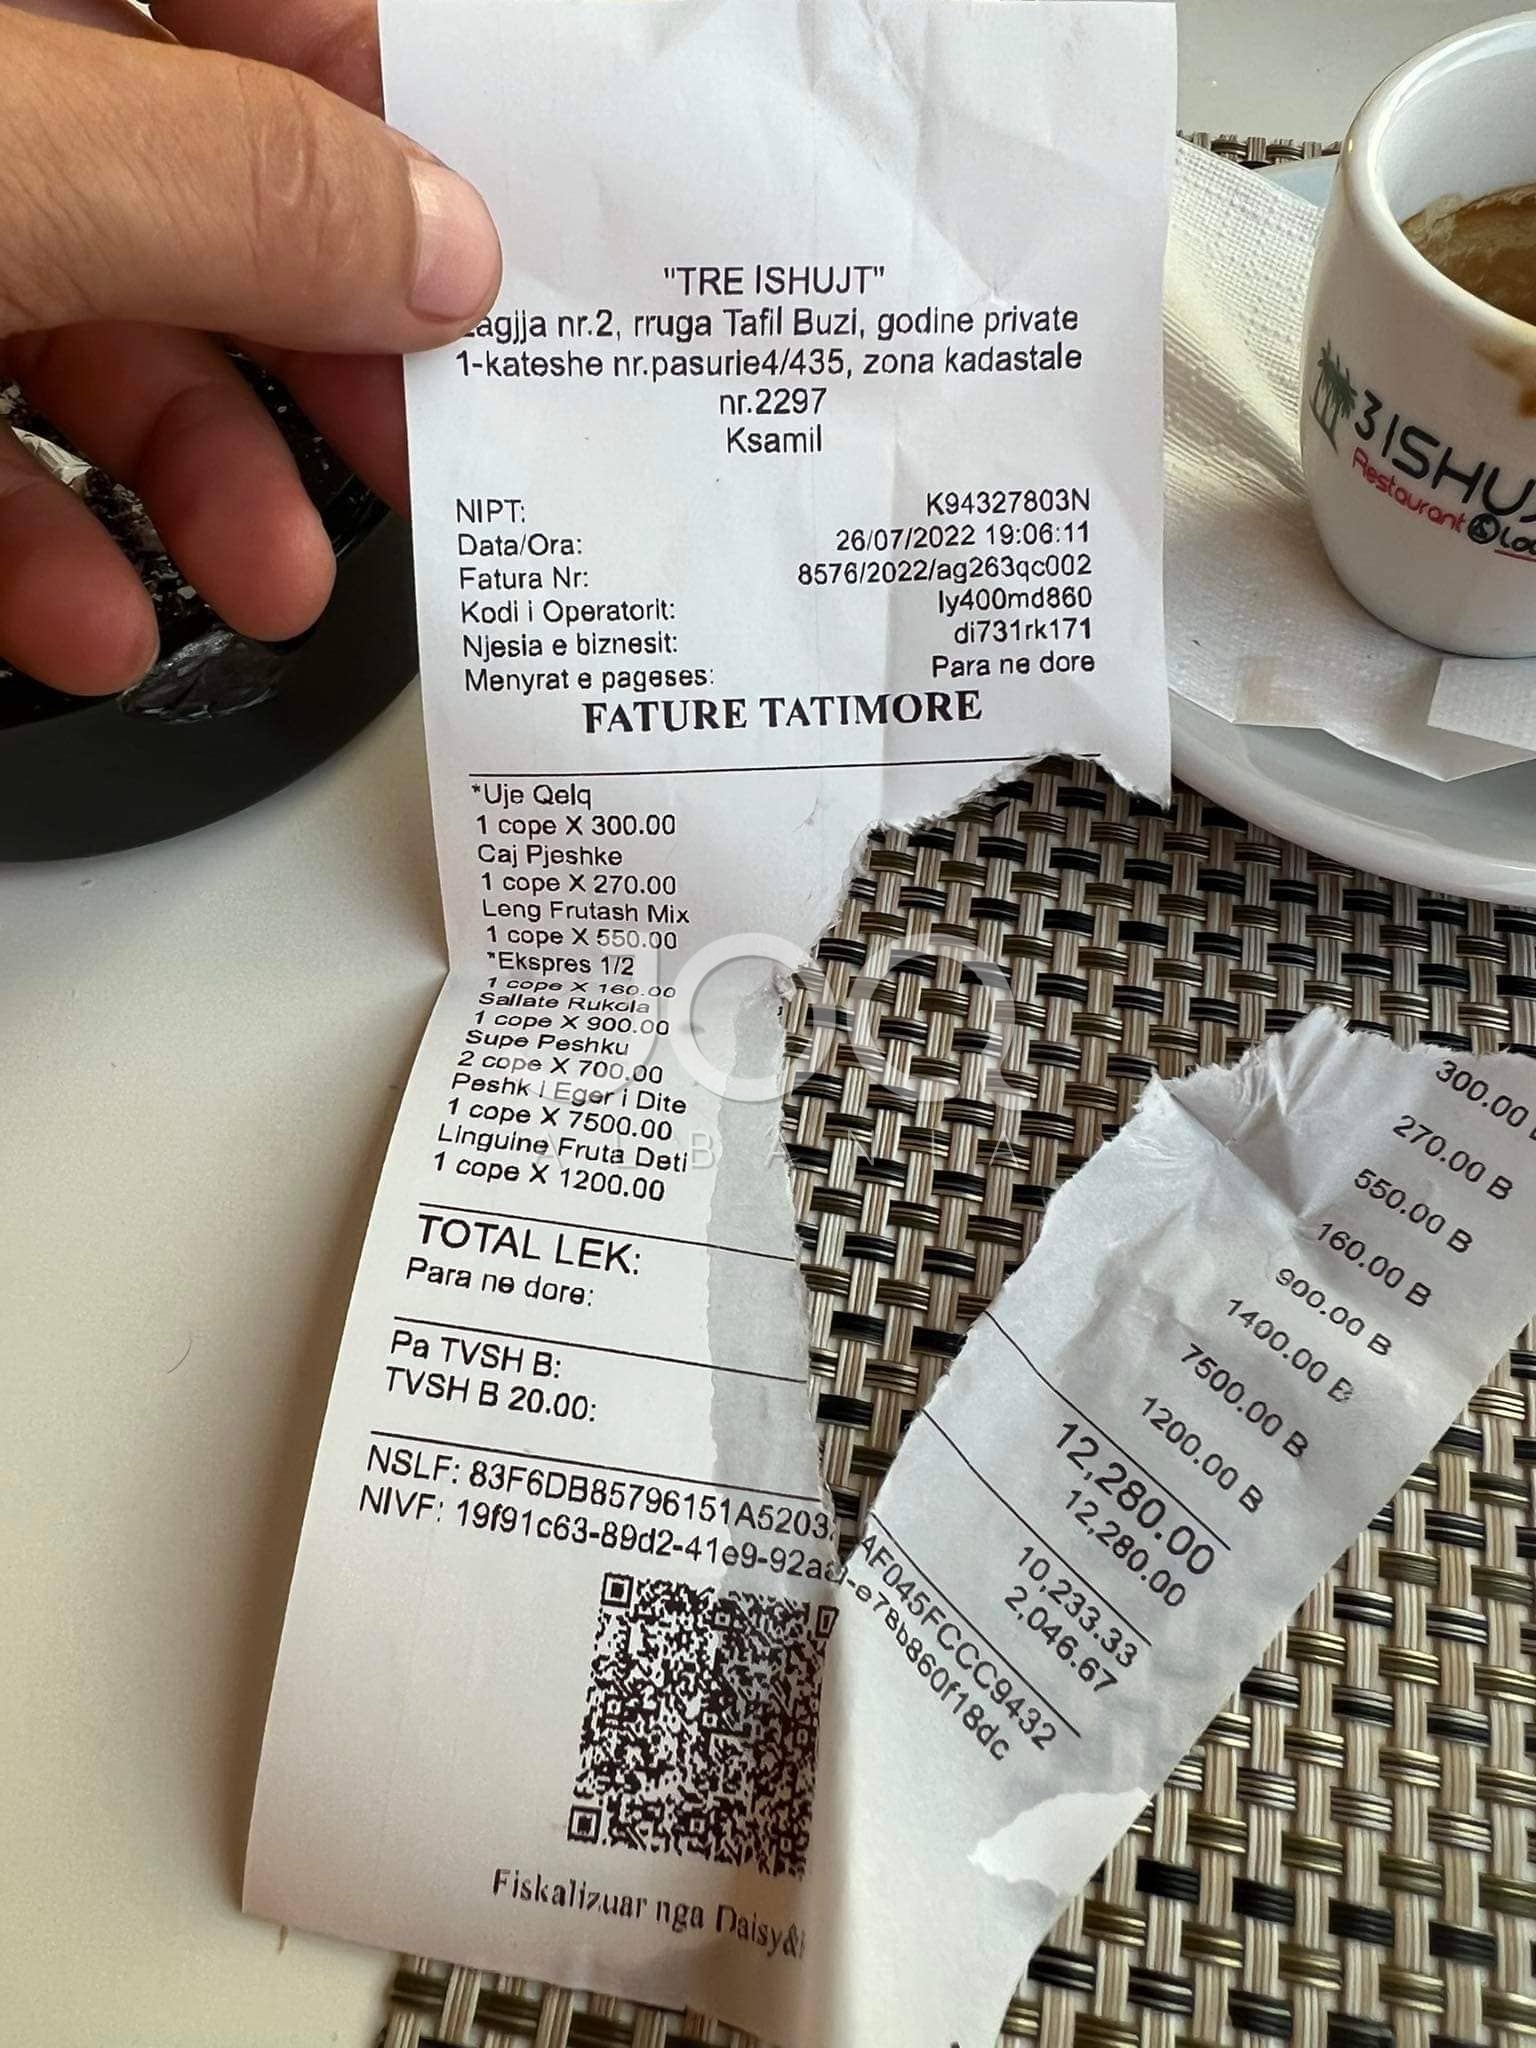 "TRE ISHUJT"
nr.2, rruga Tafil Buzi, godine private
1-kateshe nr.pasurie4/435, zona kadastale
nr.2297
Ksamil
NIPT: K94327803N
Data/Ora: 26/07/2022 19:06:11
Fatura Nr: 8576/2022/ag263qc002
Kodi i Operatorit: ly400md860
Njesia e biznesit: di731rk171
Menyrat e pageses: Para ne dore
FATURE TATIMORE
*Uje Qelq
1 cope X 300.00 300.00
Caj Pjeshke
1 cope X 270.00 270.00 B
Leng Frutash Mix
1 cope X 550.00 550.00 B
*Ekspres 1/2
1 cope X 160.00 160.00 B
Sallate Rukola
1 cope X 900.00 900.00 B
Supe Peshku
2 cope X 700.00 1400.00 B
Peshk i Eger i Dite
1 cope X 7500.00 7500.00 B
Linguine Fruta Deti
1 cope X 1200.00 1200.00 B
TOTAL LEK: 12,280.00
Para ne dore: 12,280.00
Pa TVSH B: 10,233.33
TVSH B 20.00: 2,046.67
NSLF: 83F6DB85796151A5203 AF045FCCC9432
NIVF: 19f91c63-89d2-41e9-92a -e78b860f18dc
Fiskalizuar nga Daisy&
3 ISHU
Restaurant &
JOQ
ALBANIA